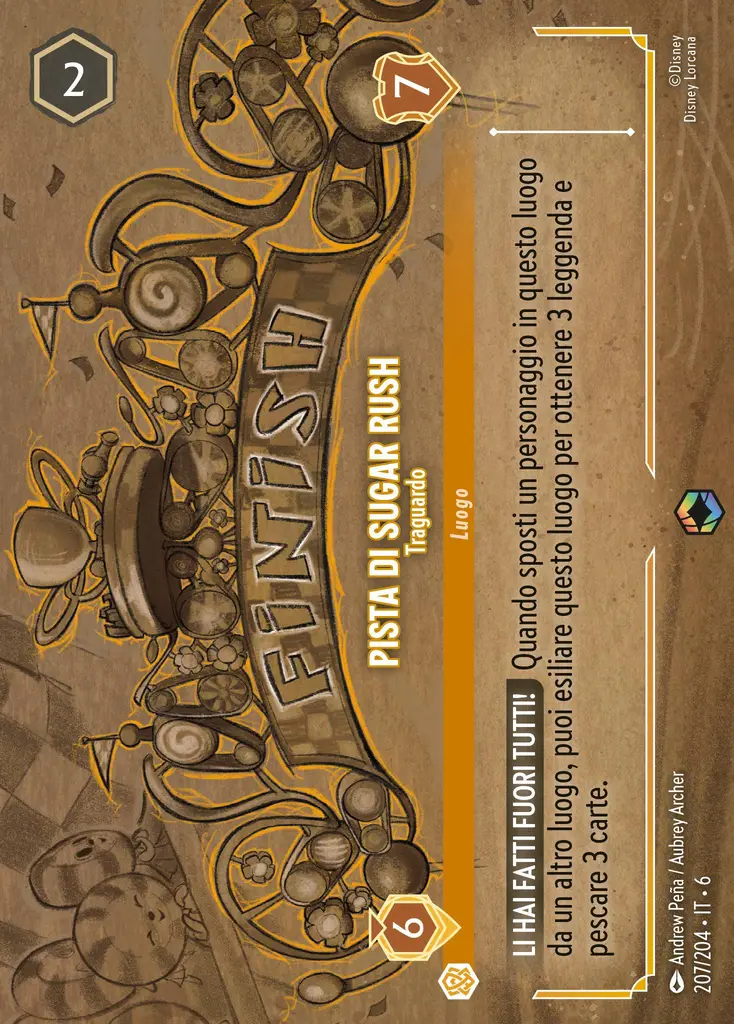 2
FINISH
PISTA DI SUGAR RUSH
Traguardo
6
7
Luogo
LI HAI FATTI FUORI TUTTI! Quando sposti un personaggio in questo luogo
da un altro luogo, puoi esiliare questo luogo per ottenere 3 leggenda e
pescare 3 carte.
Andrew Peña / Aubrey Archer
207/204 • IT • 6
©Disney
Disney Lorcana